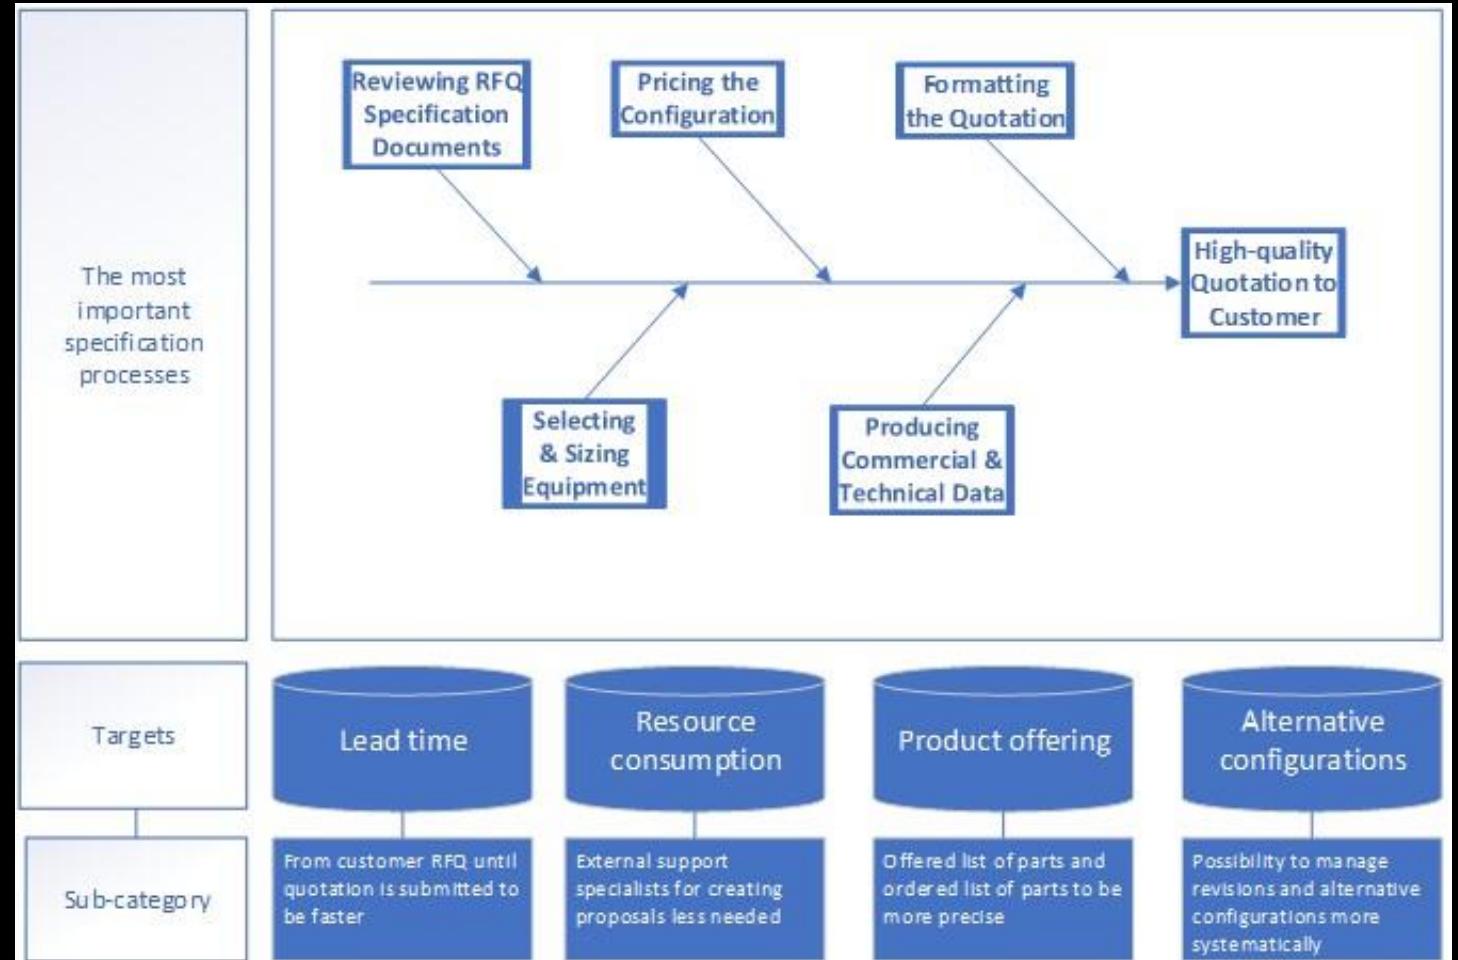 The most
important
specification
processes
Reviewing RFQ
Specification
Documents
Pricing the
Configuration
Formatting
the Quotation
High-quality
Quotation to
Customer
Selecting
& Sizing
Equipment
Producing
Commercial &
Technical Data
Targets
Lead time
Resource
consumption
Product offering
Alternative
configurations
Sub-category
From customer RFQ until
quotation is submitted to
be faster
External support
specialists for creating
proposals less needed
Offered list of parts and
ordered list of parts to be
more precise
Possibility to manage
revisions and alternative
configurations more
systematically